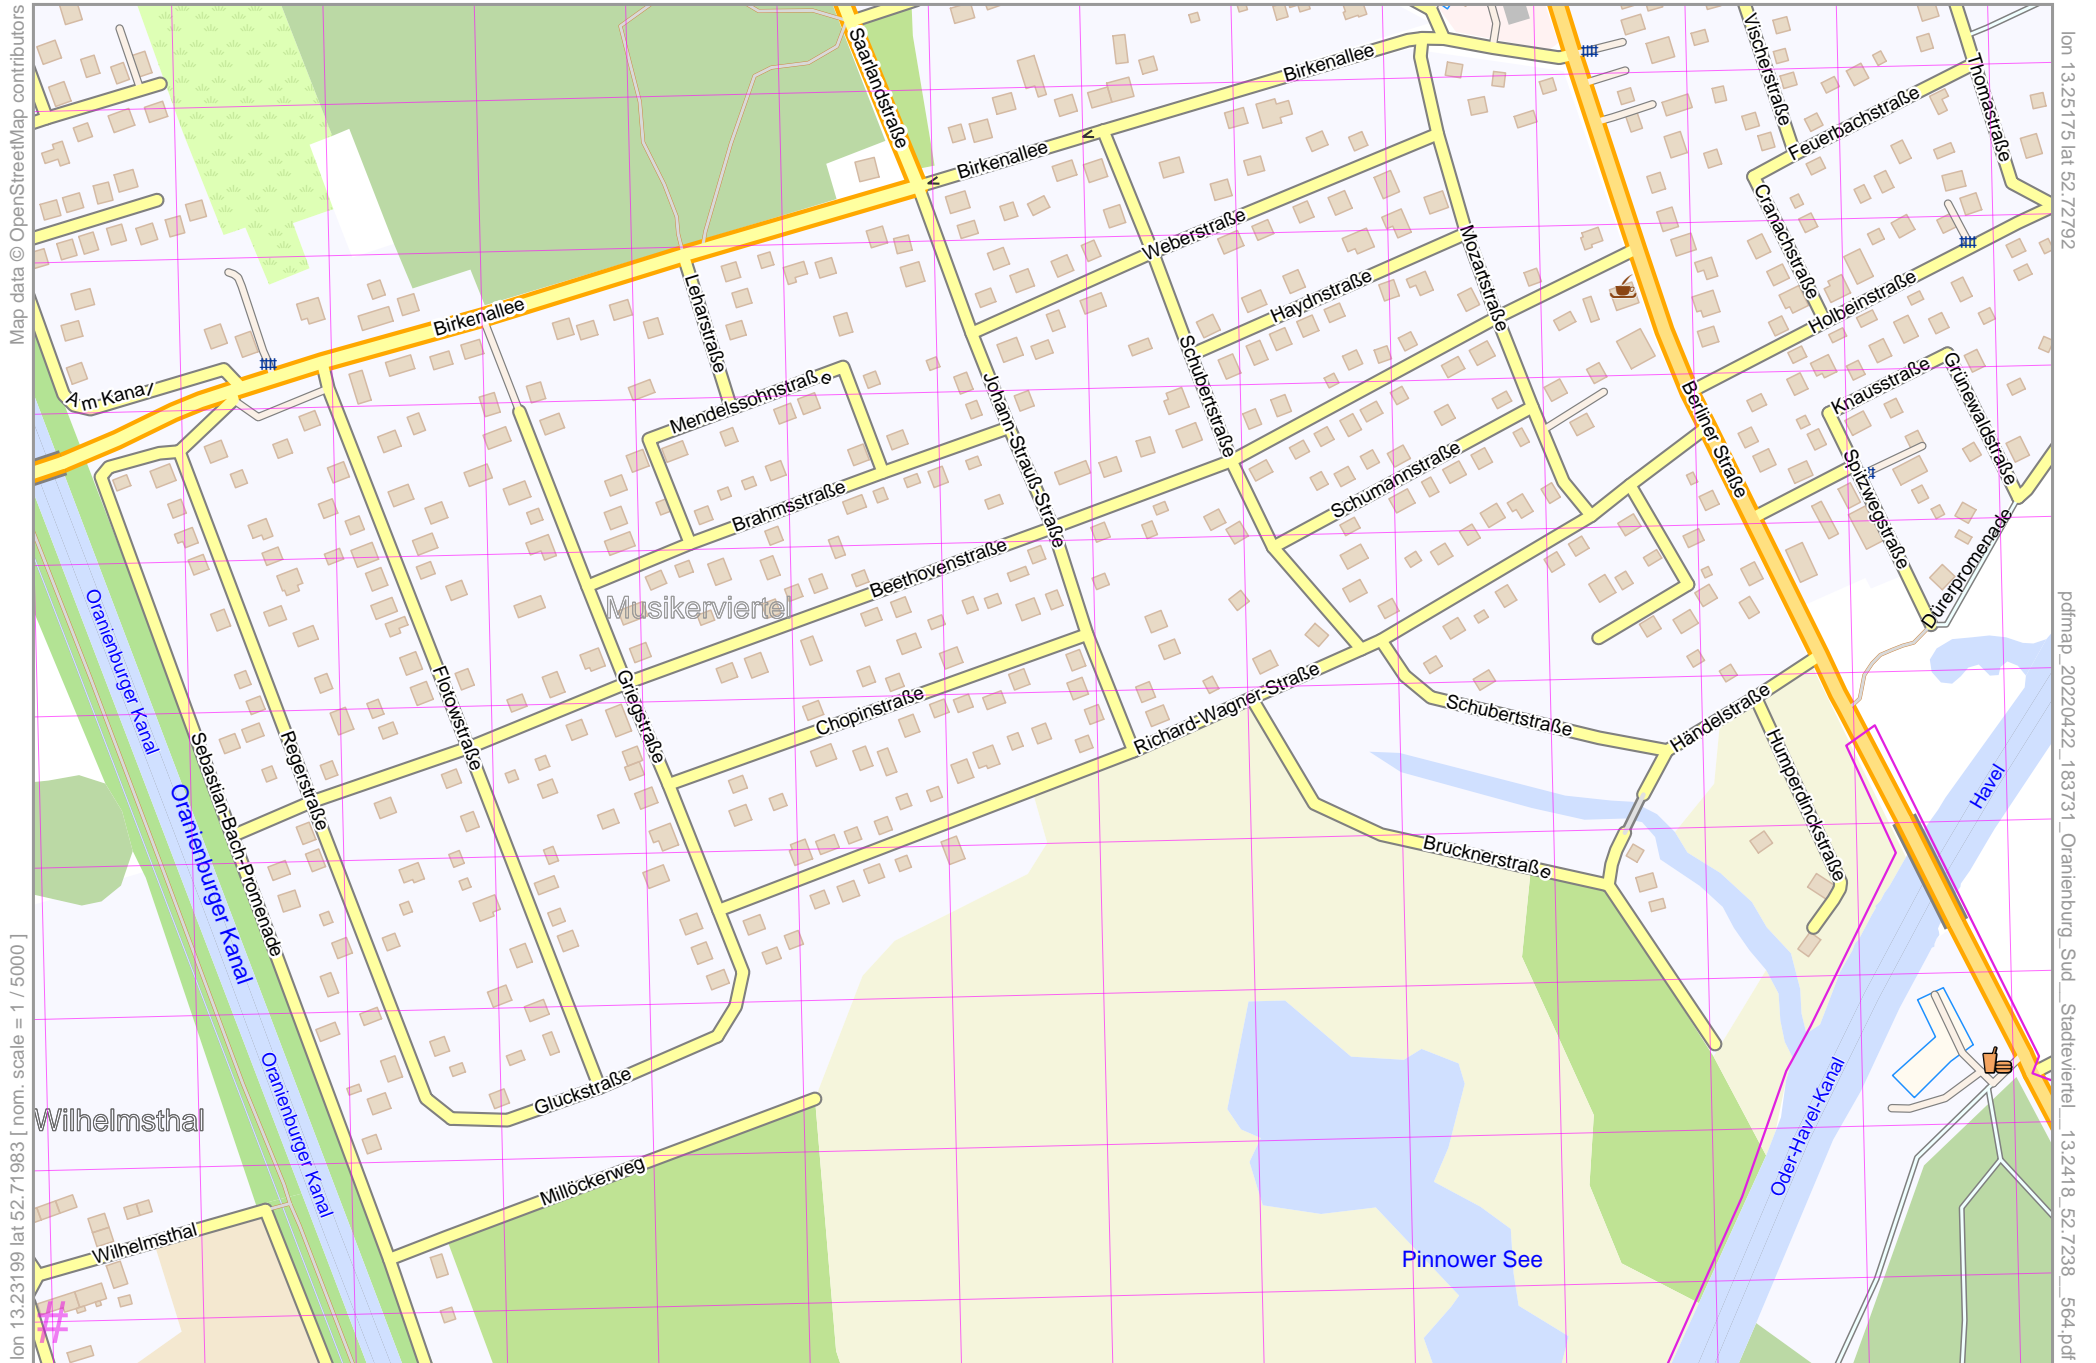 Map data © OpenStreetMap contributors
lon 13.23199 lat 52.71983 [ nom. scale = 1 / 5000 ]
lon 13.25175 lat 52.72792
pdfmap_20220422_183731_Oranienburg_Sud__Stadteviertel__13.2418_52.7238__564.pdf
Saarlandstraße
Birkenallee
Vischerstraße
Thomastraße
Feuerbachstraße
Birkenallee
Cranachstraße
Weberstraße
Mozartstraße
Haydnstraße
Holbeinstraße
Leharstraße
Birkenallee
Schubertstraße
Knausstraße
Grünewaldstraße
Am Kanal
Mendelssohnstraße
Johann-Strauß-Straße
Berliner Straße
Schumannstraße
Spitzwegstraße
Brahmsstraße
Dürerpromenade
Beethovenstraße
Musikerviertel
Oranienburger Kanal
Flotowstraße
Griegstraße
Chopinstraße
Richard-Wagner-Straße
Schubertstraße
Händelstraße
Humperdinckstraße
Regerstraße
Sebastian-Bach-Promenade
Oranienburger Kanal
Havel
Brucknerstraße
Oranienburger Kanal
Gluckstraße
Wilhelmsthal
Oder-Havel-Kanal
Millöckerweg
Wilhelmsthal
Pinnower See
#